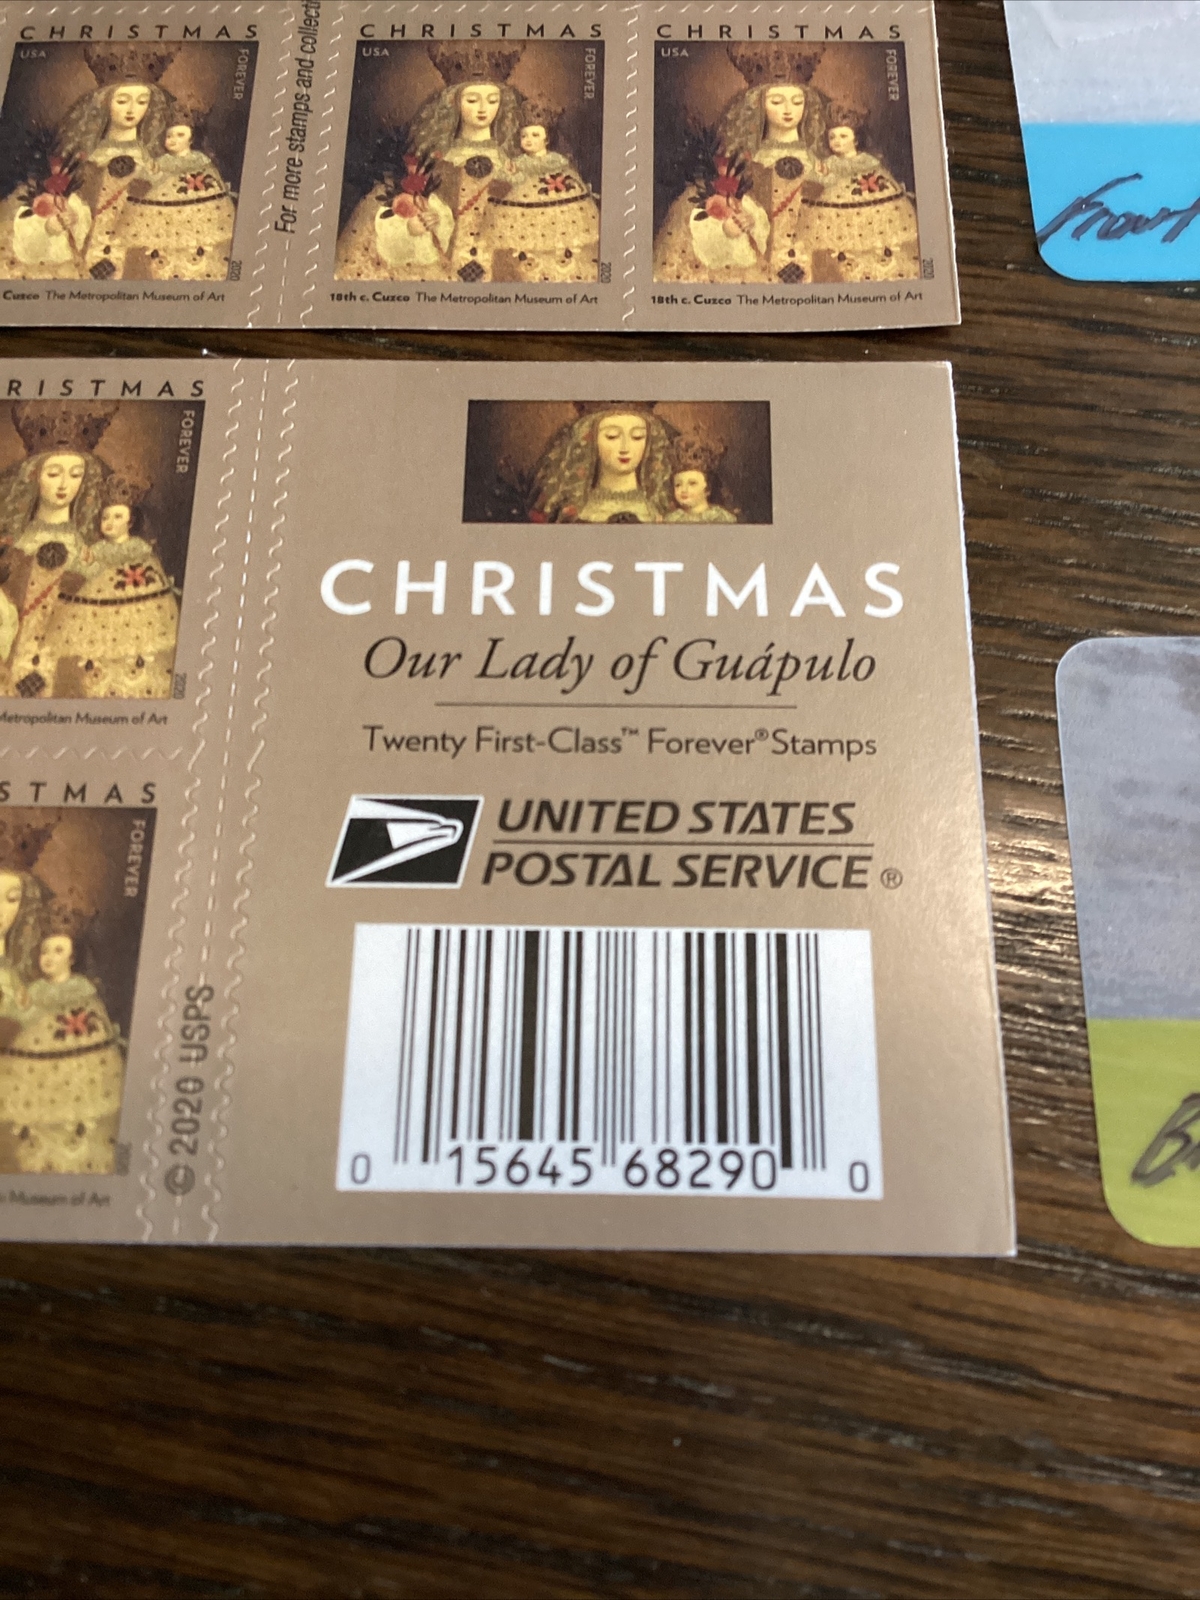 CHRISTMAS
USA
FOREVER
2020
Cuzco The Metropolitan Museum of Art
For more stamps and
CHRISTMAS
USA
FOREVER
2020
18th c. Cuzco The Metropolitan Museum of Art
CHRISTMAS
USA
FOREVER
2020
18th c. Cuzco The Metropolitan Museum of Art
RISTMAS
FOREVER
2020
Metropolitan Museum of Art
STMAS
FOREVER
2020
Museum of Art
© 2020 USPS
CHRISTMAS
Our Lady of Guápulo
Twenty First-Class™ Forever® Stamps
UNITED STATES
POSTAL SERVICE®
0 15645 68290 0